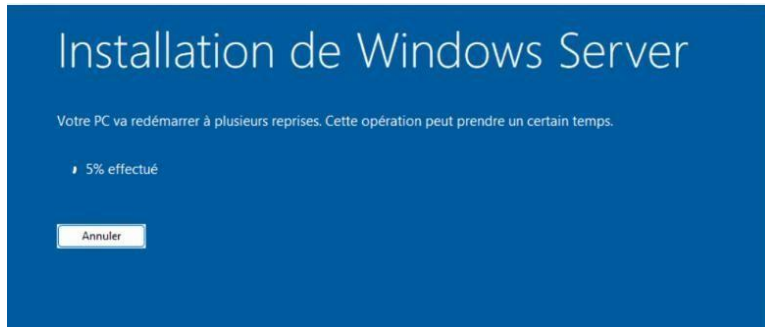 Installation de Windows Server
Votre PC va redémarrer à plusieurs reprises. Cette opération peut prendre un certain temps.
5% effectué
Annuler